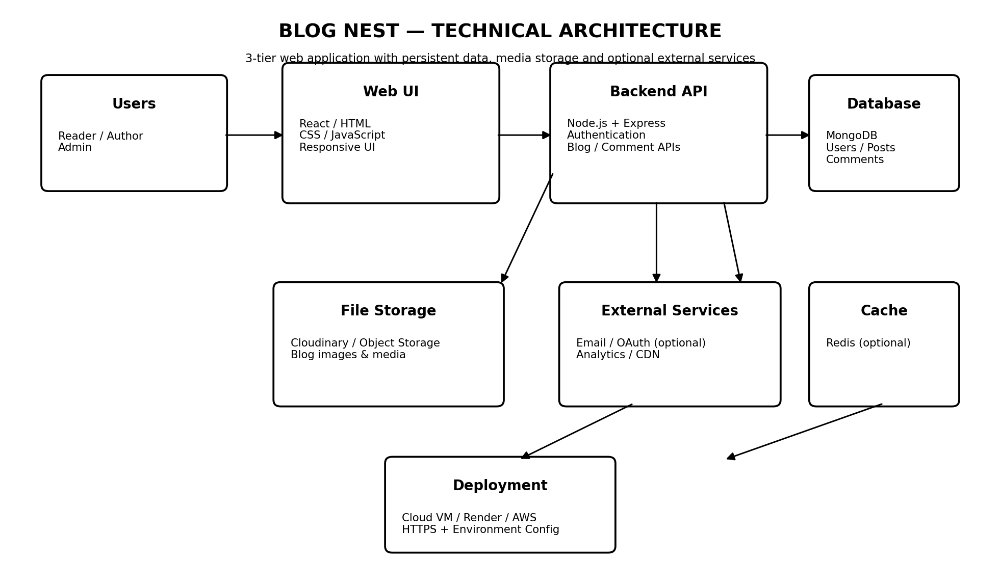 BLOG NEST — TECHNICAL ARCHITECTURE
3-tier web application with persistent data, media storage and optional external services
Users
Reader / Author
Admin
Web UI
React / HTML
CSS / JavaScript
Responsive UI
Backend API
Node.js + Express
Authentication
Blog / Comment APIs
Database
MongoDB
Users / Posts
Comments
File Storage
Cloudinary / Object Storage
Blog images & media
External Services
Email / OAuth (optional)
Analytics / CDN
Cache
Redis (optional)
Deployment
Cloud VM / Render / AWS
HTTPS + Environment Config